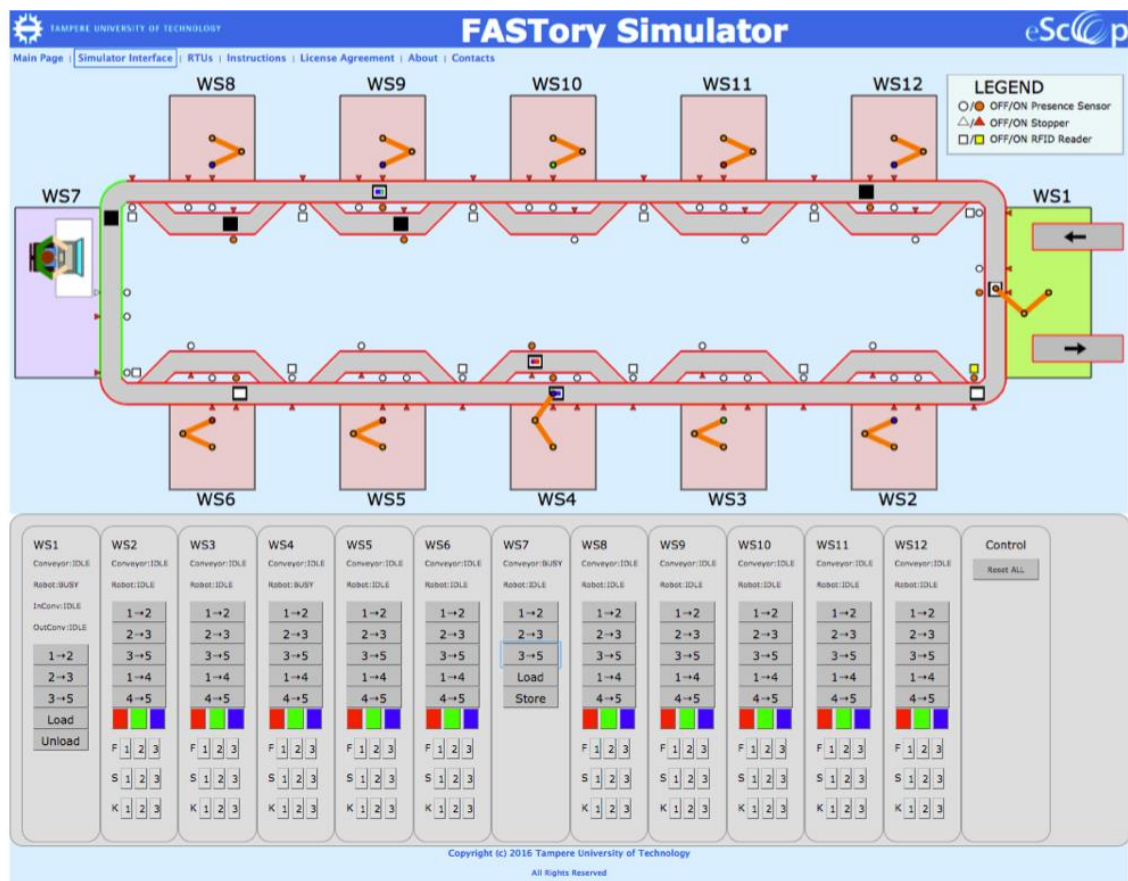 TAMPERE UNIVERSITY OF TECHNOLOGY
FASTory Simulator
eScop
Main Page | Simulator Interface | RTUs | Instructions | License Agreement | About | Contacts
WS8 WS9 WS10 WS11 WS12
LEGEND
OFF/ON Presence Sensor
OFF/ON Stopper
OFF/ON RFID Reader
WS7
WS1
WS6 WS5 WS4 WS3 WS2
WS1
Conveyor:IDLE
Robot:BUSY
InConv:IDLE
OutConv:IDLE
1→2
2→3
3→5
Load
Unload
WS2
Conveyor:IDLE
Robot:IDLE
1→2
2→3
3→5
1→4
4→5
F 1 2 3
S 1 2 3
K 1 2 3
WS3
Conveyor:IDLE
Robot:IDLE
1→2
2→3
3→5
1→4
4→5
F 1 2 3
S 1 2 3
K 1 2 3
WS4
Conveyor:IDLE
Robot:BUSY
1→2
2→3
3→5
1→4
4→5
F 1 2 3
S 1 2 3
K 1 2 3
WS5
Conveyor:IDLE
Robot:IDLE
1→2
2→3
3→5
1→4
4→5
F 1 2 3
S 1 2 3
K 1 2 3
WS6
Conveyor:IDLE
Robot:IDLE
1→2
2→3
3→5
1→4
4→5
F 1 2 3
S 1 2 3
K 1 2 3
WS7
Conveyor:BUSY
1→2
2→3
3→5
Load
Store
WS8
Conveyor:IDLE
Robot:IDLE
1→2
2→3
3→5
1→4
4→5
F 1 2 3
S 1 2 3
K 1 2 3
WS9
Conveyor:IDLE
Robot:IDLE
1→2
2→3
3→5
1→4
4→5
F 1 2 3
S 1 2 3
K 1 2 3
WS10
Conveyor:IDLE
Robot:IDLE
1→2
2→3
3→5
1→4
4→5
F 1 2 3
S 1 2 3
K 1 2 3
WS11
Conveyor:IDLE
Robot:IDLE
1→2
2→3
3→5
1→4
4→5
F 1 2 3
S 1 2 3
K 1 2 3
WS12
Conveyor:IDLE
Robot:IDLE
1→2
2→3
3→5
1→4
4→5
F 1 2 3
S 1 2 3
K 1 2 3
Control
Reset ALL
Copyright (c) 2016 Tampere University of Technology
All Rights Reserved